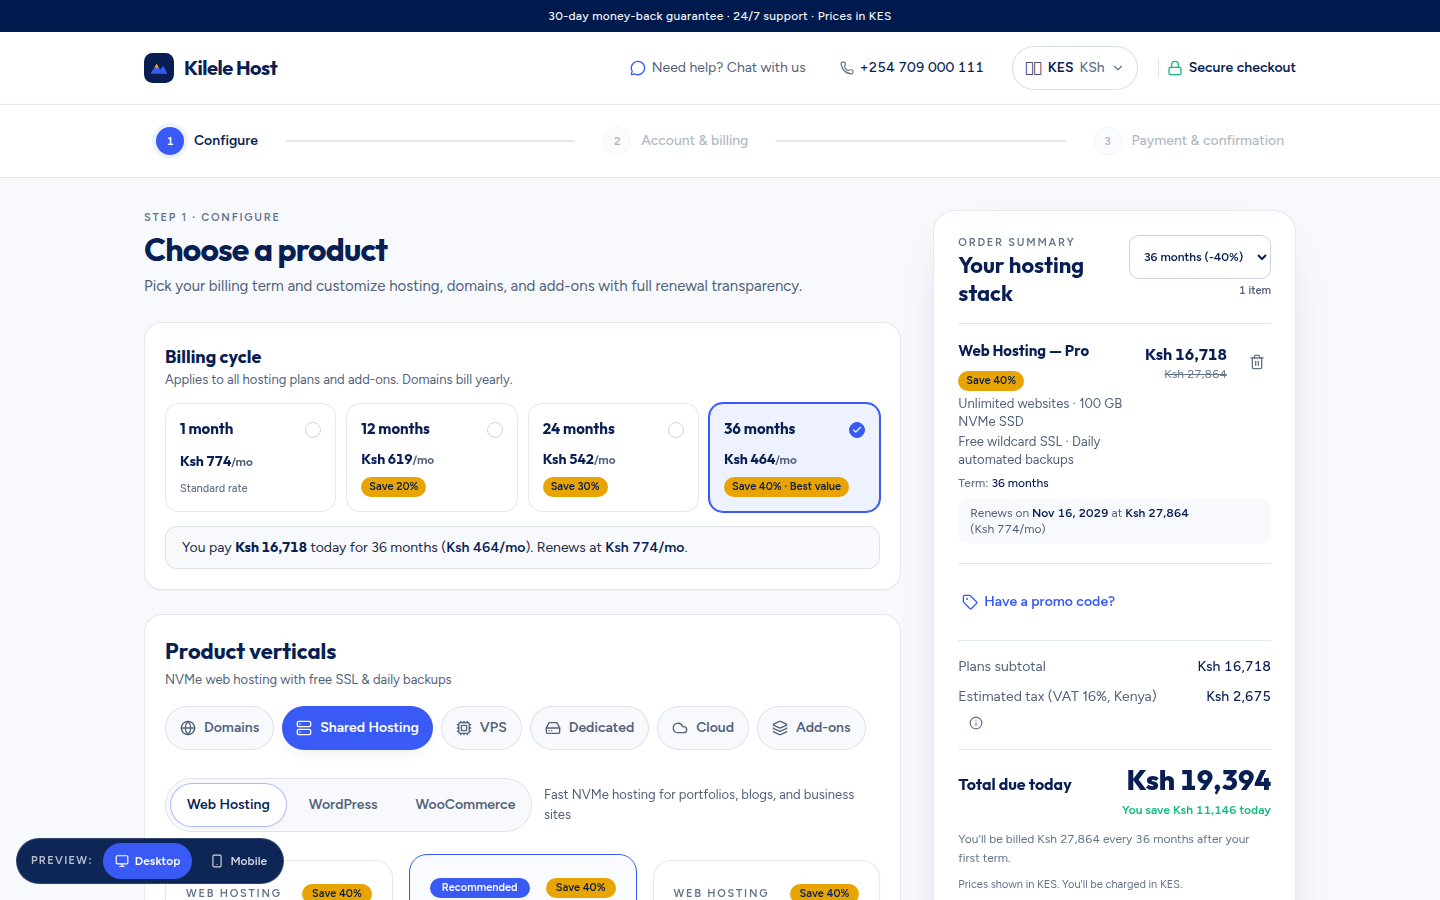 30-day money-back guarantee · 24/7 support · Prices in KES
Kilele Host
Need help? Chat with us
+254 709 000 111
KES KSh
Secure checkout
1 Configure
2 Account & billing
3 Payment & confirmation
STEP 1 · CONFIGURE
Choose a product
Pick your billing term and customize hosting, domains, and add-ons with full renewal transparency.
Billing cycle
Applies to all hosting plans and add-ons. Domains bill yearly.
1 month
Ksh 774/mo
Standard rate
12 months
Ksh 619/mo
Save 20%
24 months
Ksh 542/mo
Save 30%
36 months
Ksh 464/mo
Save 40% · Best value
You pay Ksh 16,718 today for 36 months (Ksh 464/mo). Renews at Ksh 774/mo.
Product verticals
NVMe web hosting with free SSL & daily backups
Domains
Shared Hosting
VPS
Dedicated
Cloud
Add-ons
Web Hosting
WordPress
WooCommerce
Fast NVMe hosting for portfolios, blogs, and business
sites
WEB HOSTING
Save 40%
Recommended
Save 40%
WEB HOSTING
Save 40%
PREVIEW:
Desktop
Mobile
ORDER SUMMARY
Your hosting
stack
36 months (-40%)
1 item
Web Hosting — Pro
Save 40%
Ksh 16,718
Ksh 27,864
Unlimited websites · 100 GB
NVMe SSD
Free wildcard SSL · Daily
automated backups
Term: 36 months
Renews on Nov 16, 2029 at Ksh 27,864
(Ksh 774/mo)
Have a promo code?
Plans subtotal
Ksh 16,718
Estimated tax (VAT 16%, Kenya)
Ksh 2,675
Total due today
Ksh 19,394
You save Ksh 11,146 today
You'll be billed Ksh 27,864 every 36 months after your
first term.
Prices shown in KES. You'll be charged in KES.